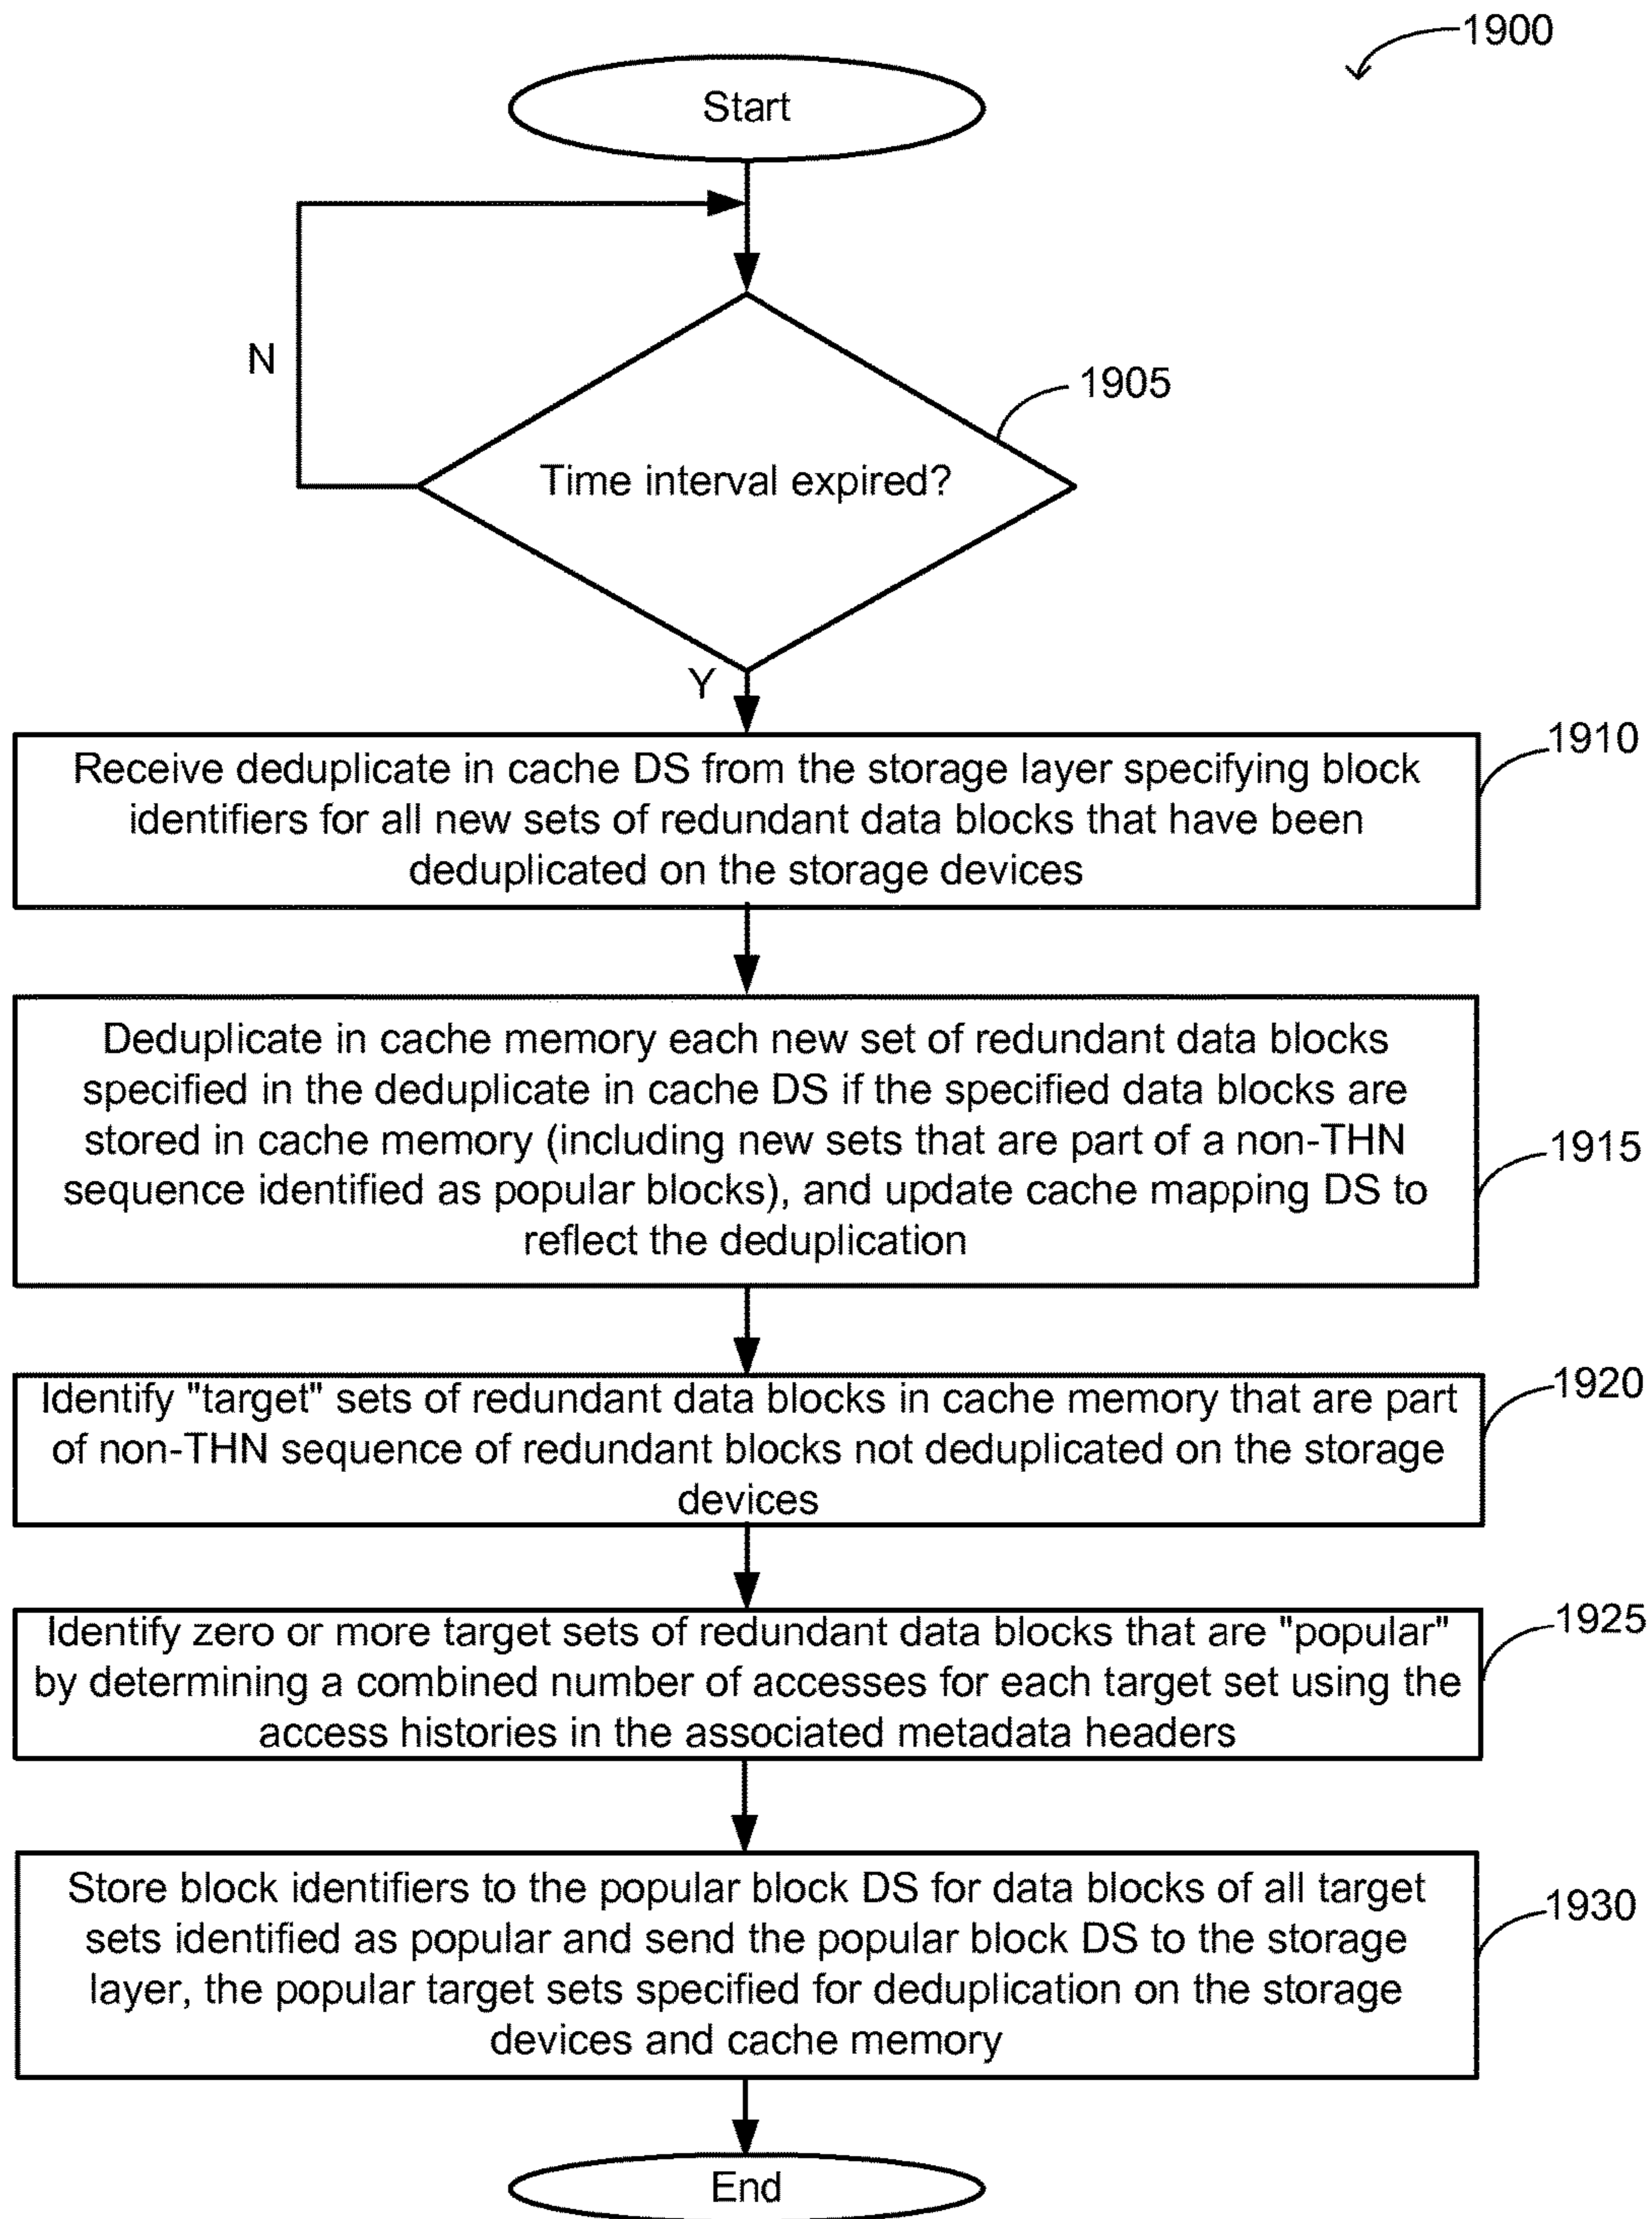 1900
Start
N
1905
Time interval expired?
Y
1910
Receive deduplicate in cache DS from the storage layer specifying block
identifiers for all new sets of redundant data blocks that have been
deduplicated on the storage devices
Deduplicate in cache memory each new set of redundant data blocks
specified in the deduplicate in cache DS if the specified data blocks are
stored in cache memory (including new sets that are part of a non-THN
1915
sequence identified as popular blocks), and update cache mapping DS to
reflect the deduplication
1920
Identify "target" sets of redundant data blocks in cache memory that are part
of non-THN sequence of redundant blocks not deduplicated on the storage
devices
1925
Identify zero or more target sets of redundant data blocks that are "popular"
by determining a combined number of accesses for each target set using the
access histories in the associated metadata headers
Store block identifiers to the popular block DS for data blocks of all target
1930
sets identified as popular and send the popular block DS to the storage
layer, the popular target sets specified for deduplication on the storage
devices and cache memory
End